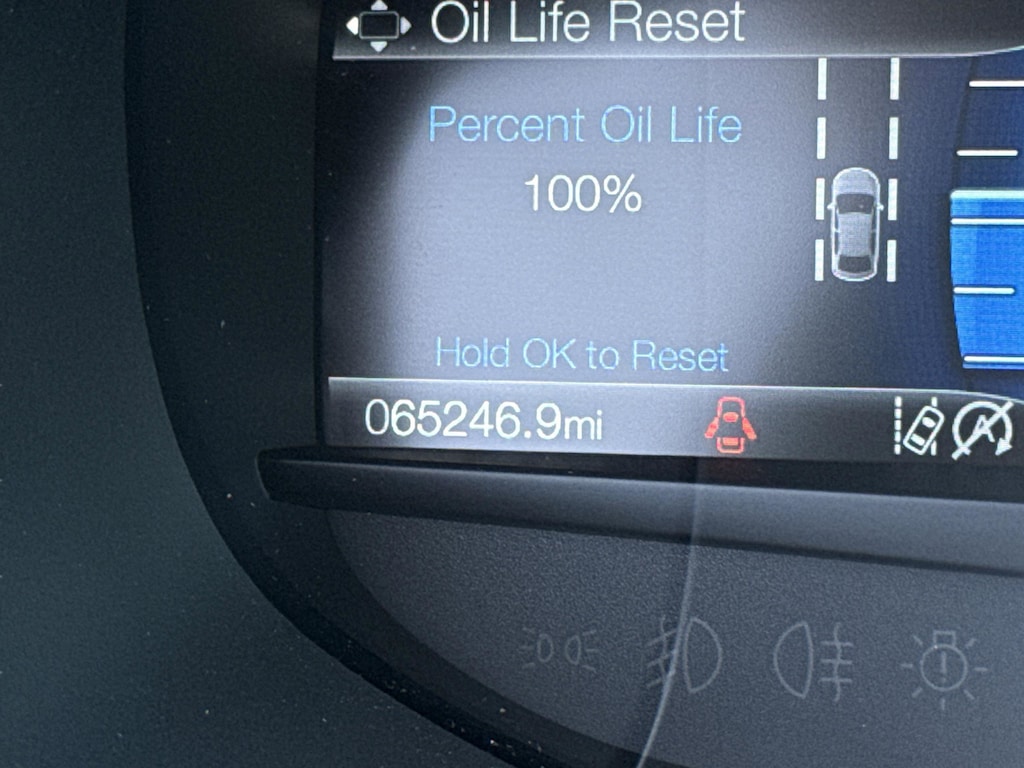 Oil Life Reset
Percent Oil Life
100%
Hold OK to Reset
065246.9mi